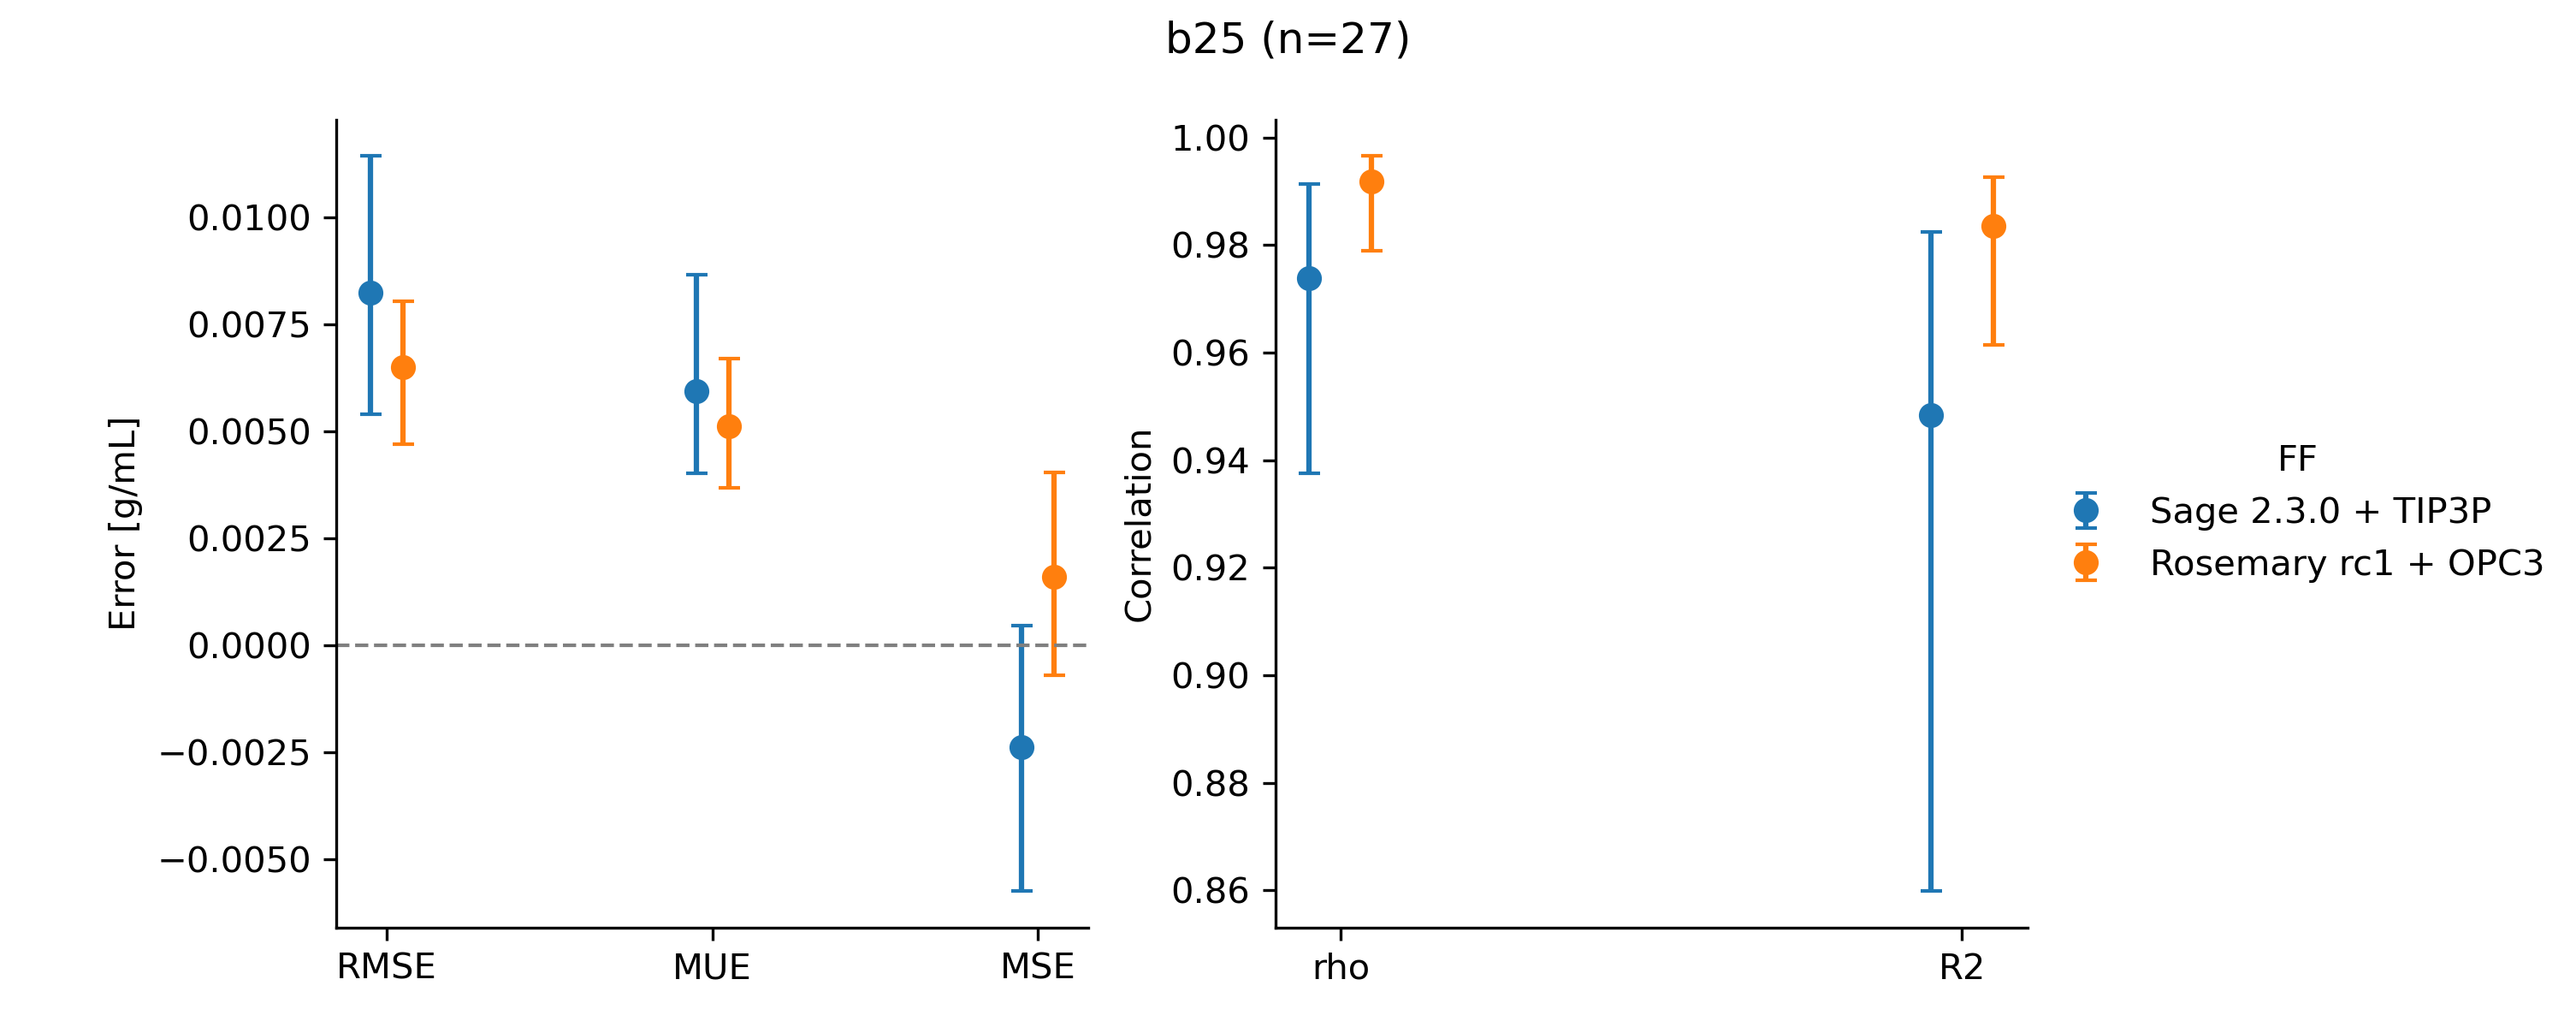 b25 (n=27)
Error [g/mL]
0.0100
0.0075
0.0050
0.0025
0.0000
−0.0025
−0.0050
RMSE
MUE
MSE
Correlation
1.00
0.98
0.96
0.94
0.92
0.90
0.88
0.86
rho
R2
FF
Sage 2.3.0 + TIP3P
Rosemary rc1 + OPC3